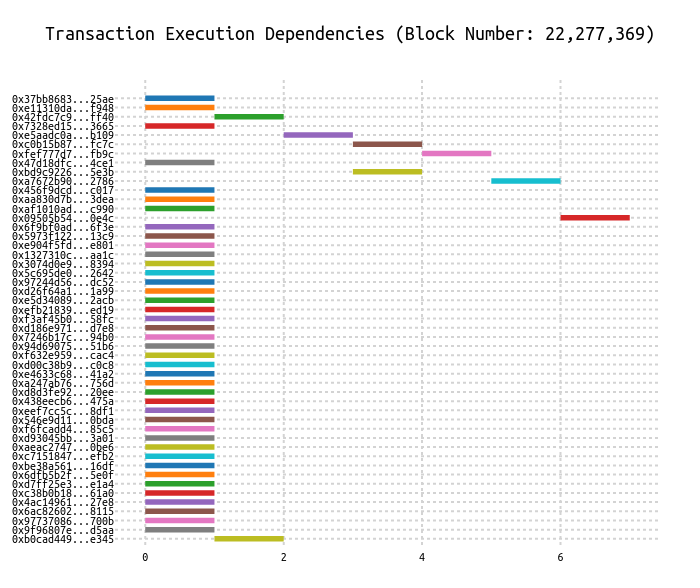 Transaction Execution Dependencies (Block Number: 22,277,369)
0x37bb8683...25ae
0xe11310da...f948
0x42fdc7c9...ff40
0x7328ed15...3665
0xe5aadc0a...b109
0xc0b15b87...fc7c
0xfef777d7...fb9c
0x47d18dfc...4ce1
0xbd9c9226...5e3b
0xa7672b90...2786
0x456f9dcd...c017
0xaa830d7b...3dea
0xaf1010ad...c990
0x09505b54...0e4c
0x6f9bf0ad...6f3e
0x5973f122...13c9
0xe904f5fd...e801
0x1327310c...aa1c
0x3074d0e9...8394
0x5c695de0...2642
0x97244d56...dc52
0xd26f64a1...1a99
0xe5d34089...2acb
0xefb21839...ed19
0xf3af45b0...58fc
0xd186e971...d7e8
0x7246b17c...94b0
0x94d69075...51b6
0xf632e959...cac4
0xd00c38b9...c0c8
0xe4633c68...41a2
0xa247ab76...756d
0xd8d3fe92...20ee
0x438eecb6...475a
0xeef7cc5c...8df1
0x546e9d11...0bda
0xf6fcadd4...85c5
0xd93045bb...3a01
0xaeac2747...0be6
0xc7151847...efb2
0xbe38a561...16df
0x6dfb5b2f...5e0f
0xd7ff25e3...e1a4
0xc38b0b18...61a0
0x4ac14961...27e8
0x6ac82602...8115
0x97737086...700b
0x9f96807e...d5aa
0xb0cad449...e345
0 2 4 6